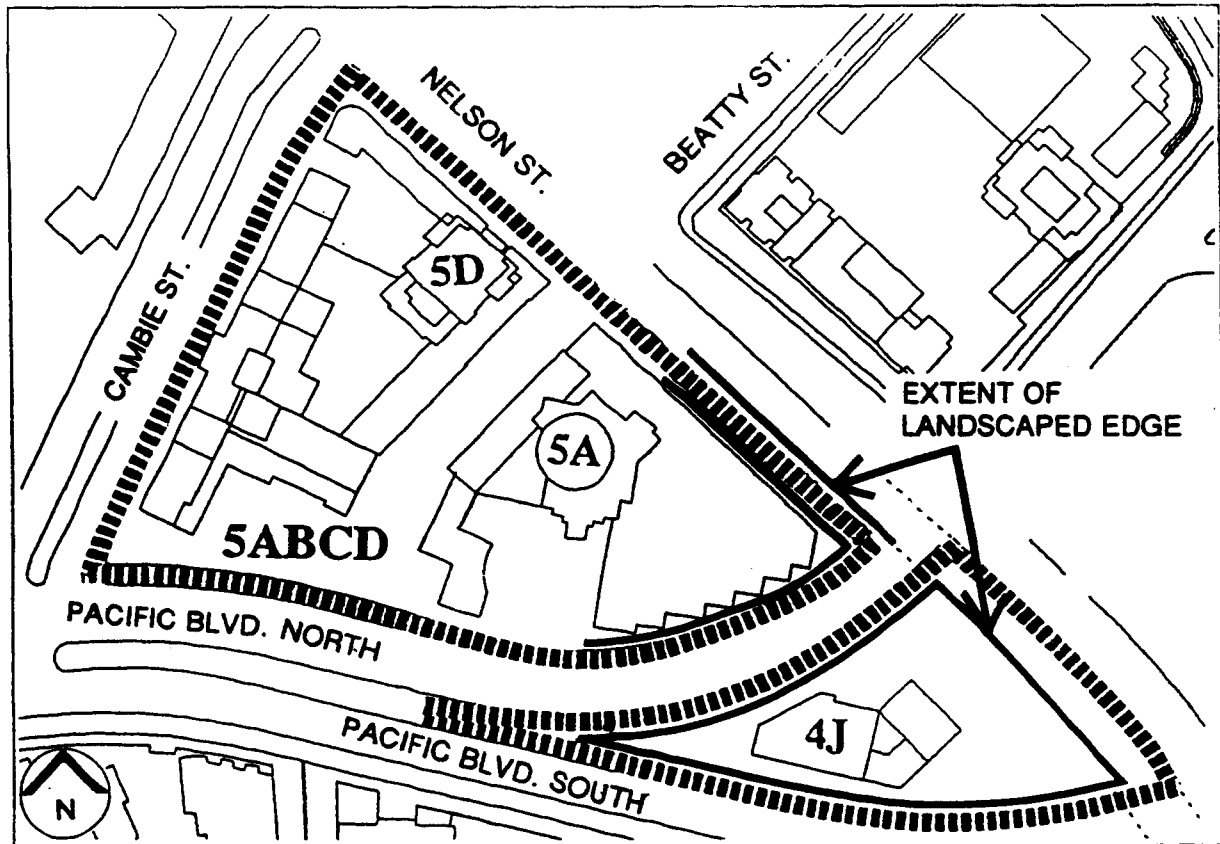 NELSON ST.
BEATTY ST.
5D
CAMBIE ST.
EXTENT OF
LANDSCAPED EDGE
5A
5ABCD
PACIFIC BLVD. NORTH
4J
PACIFIC BLVD. SOUTH
N